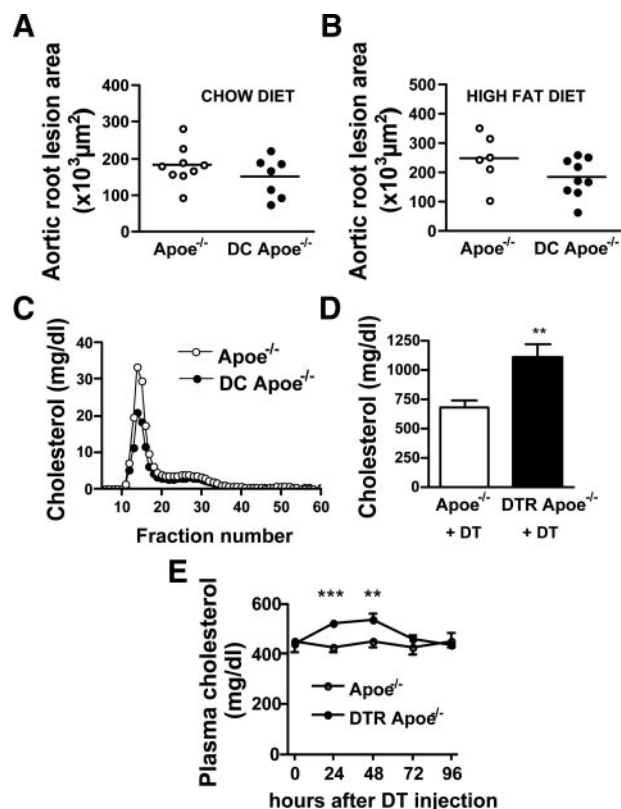 A
Aortic root lesion area
(x10³μm²)
400
300
200
100
0
CHOW DIET
Apoe⁻/⁻
DC Apoe⁻/⁻
B
Aortic root lesion area
(x10³μm²)
500
400
300
200
100
0
HIGH FAT DIET
Apoe⁻/⁻
DC Apoe⁻/⁻
C
Cholesterol (mg/dl)
40
30
20
10
0
Apoe⁻/⁻
DC Apoe⁻/⁻
10 20 30 40 50 60
Fraction number
D
Cholesterol (mg/dl)
1250
1000
750
500
250
0
**
Apoe⁻/⁻
+ DT
DTR Apoe⁻/⁻
+ DT
E
Plasma cholesterol
(mg/dl)
600
400
200
0
*** **
Apoe⁻/⁻
DTR Apoe⁻/⁻
0 24 48 72 96
hours after DT injection